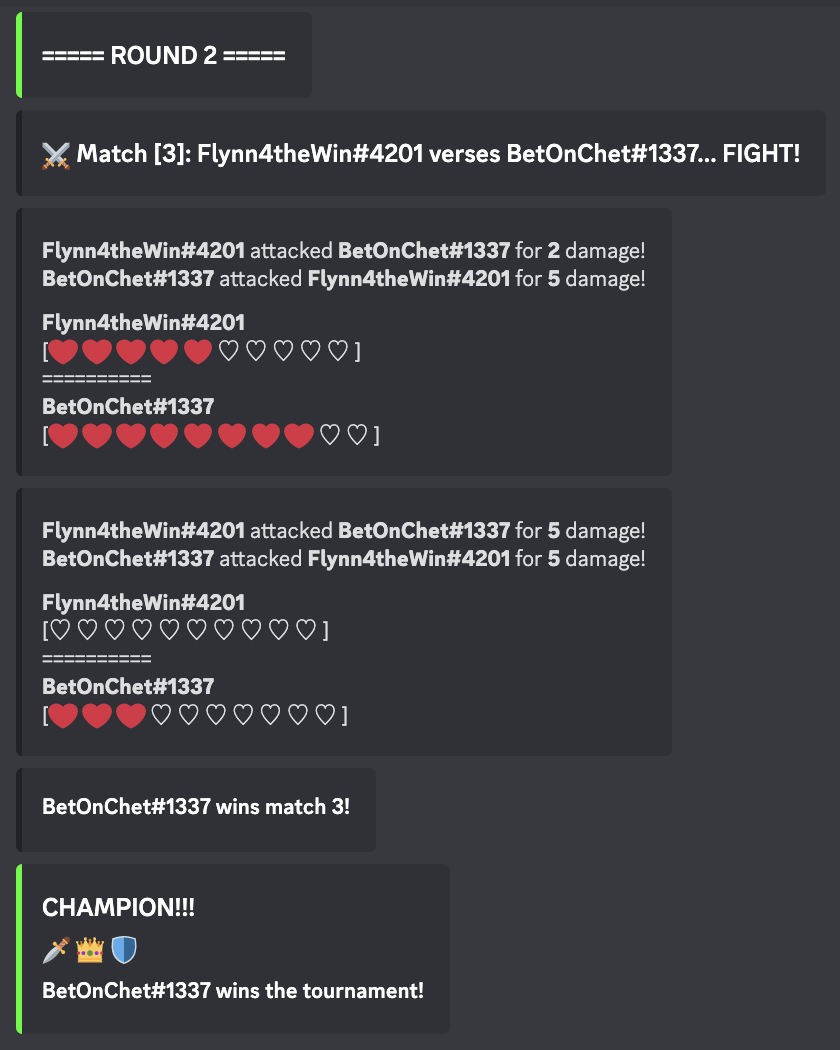 ===== ROUND 2 =====
⚔️ Match [3]: Flynn4theWin#4201 verses BetOnChet#1337... FIGHT!
Flynn4theWin#4201 attacked BetOnChet#1337 for 2 damage!
BetOnChet#1337 attacked Flynn4theWin#4201 for 5 damage!
Flynn4theWin#4201
[❤️❤️❤️❤️❤️♡ ♡ ♡ ♡ ♡ ]
==========
BetOnChet#1337
[❤️❤️❤️❤️❤️❤️❤️❤️♡ ♡ ]
Flynn4theWin#4201 attacked BetOnChet#1337 for 5 damage!
BetOnChet#1337 attacked Flynn4theWin#4201 for 5 damage!
Flynn4theWin#4201
[♡ ♡ ♡ ♡ ♡ ♡ ♡ ♡ ♡ ♡ ]
==========
BetOnChet#1337
[❤️❤️❤️♡ ♡ ♡ ♡ ♡ ♡ ♡ ]
BetOnChet#1337 wins match 3!
CHAMPION!!!
🗡️👑🛡️
BetOnChet#1337 wins the tournament!